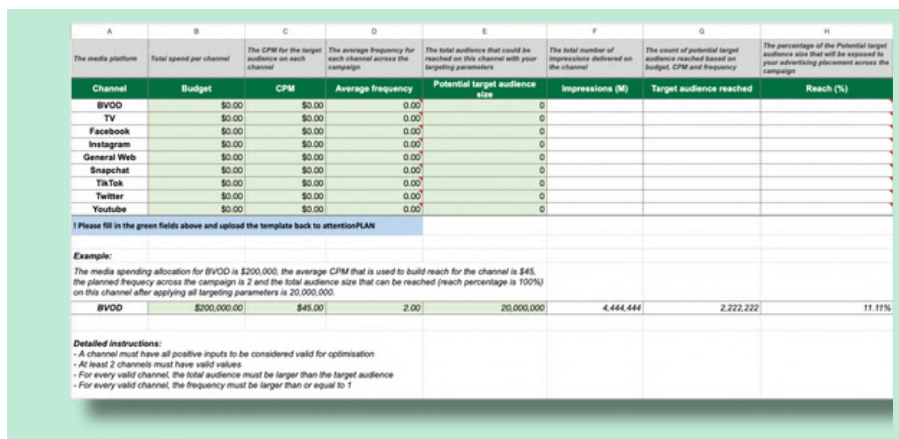 A B C D E F G H
The media platform
Total spend per channel
The CPM for the target
audience on each
channel
The average frequency for
each channel across the
campaign
The total audience that could be
reached on this channel with your
targeting parameters
The total number of
impressions delivered on
the channel
The count of potential target
audience reached based on
budget, CPM and frequency
The percentage of the Potential target
audience size that will be exposed to
your advertising placement across the
campaign
Channel Budget CPM Average frequency Potential target audience
size Impressions (M) Target audience reached Reach (%)
BVOD $0.00 $0.00 0.00 0
TV $0.00 $0.00 0.00 0
Facebook $0.00 $0.00 0.00 0
Instagram $0.00 $0.00 0.00 0
General Web $0.00 $0.00 0.00 0
Snapchat $0.00 $0.00 0.00 0
TikTok $0.00 $0.00 0.00 0
Twitter $0.00 $0.00 0.00 0
Youtube $0.00 $0.00 0.00 0
! Please fill in the green fields above and upload the template back to attentionPLAN
Example:
The media spending allocation for BVOD is $200,000, the average CPM that is used to build reach for the channel is $45,
the planned frequecy across the campaign is 2 and the total audience size that can be reached (reach percentage is 100%)
on this channel after applying all targeting parameters is 20,000,000.
BVOD $200,000.00 $45.00 2.00 20,000,000 4,444,444 2,222,222 11.11%
Detailed instructions:
- A channel must have all positive inputs to be considered valid for optimisation
- At least 2 channels must have valid values
- For every valid channel, the total audience must be larger than the target audience
- For every valid channel, the frequency must be larger than or equal to 1